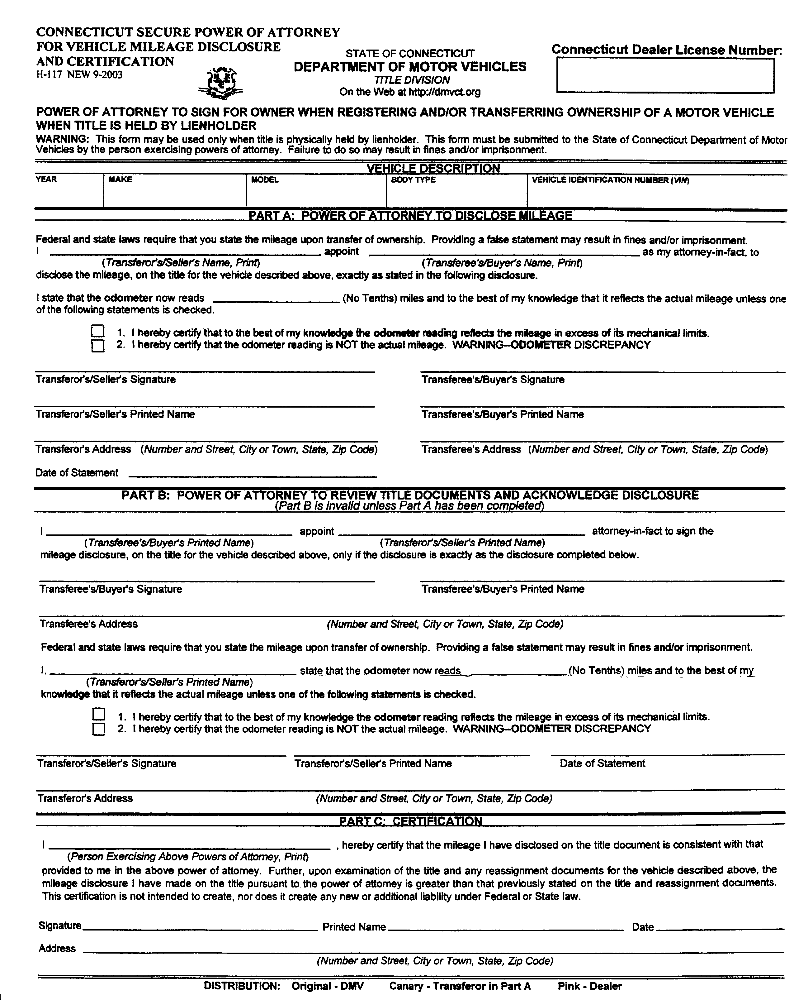 CONNECTICUT SECURE POWER OF ATTORNEY
FOR VEHICLE MILEAGE DISCLOSURE
AND CERTIFICATION
H-117 NEW 9-2003
STATE OF CONNECTICUT
DEPARTMENT OF MOTOR VEHICLES
TITLE DIVISION
On the Web at http://dmvct.org
Connecticut Dealer License Number:
POWER OF ATTORNEY TO SIGN FOR OWNER WHEN REGISTERING AND/OR TRANSFERRING OWNERSHIP OF A MOTOR VEHICLE
WHEN TITLE IS HELD BY LIENHOLDER
WARNING: This form may be used only when title is physically held by lienholder. This form must be submitted to the State of Connecticut Department of Motor
Vehicles by the person exercising powers of attorney. Failure to do so may result in fines and/or imprisonment.
VEHICLE DESCRIPTION
YEAR MAKE MODEL BODY TYPE VEHICLE IDENTIFICATION NUMBER (VIN)
PART A: POWER OF ATTORNEY TO DISCLOSE MILEAGE
Federal and state laws require that you state the mileage upon transfer of ownership. Providing a false statement may result in fines and/or imprisonment.
I ______, appoint ______ as my attorney-in-fact, to
(Transferor's/Seller's Name, Print) (Transferee's/Buyer's Name, Print)
disclose the mileage, on the title for the vehicle described above, exactly as stated in the following disclosure.
I state that the odometer now reads ______ (No Tenths) miles and to the best of my knowledge that it reflects the actual mileage unless one
of the following statements is checked.
1. I hereby certify that to the best of my knowledge the odometer reading reflects the mileage in excess of its mechanical limits.
2. I hereby certify that the odometer reading is NOT the actual mileage. WARNING--ODOMETER DISCREPANCY
Transferor's/Seller's Signature Transferee's/Buyer's Signature
Transferor's/Seller's Printed Name Transferee's/Buyer's Printed Name
Transferor's Address (Number and Street, City or Town, State, Zip Code) Transferee's Address (Number and Street, City or Town, State, Zip Code)
Date of Statement ______
PART B: POWER OF ATTORNEY TO REVIEW TITLE DOCUMENTS AND ACKNOWLEDGE DISCLOSURE
(Part B is invalid unless Part A has been completed)
I ______ appoint ______ attorney-in-fact to sign the
(Transferee's/Buyer's Printed Name) (Transferor's/Seller's Printed Name)
mileage disclosure, on the title for the vehicle described above, only if the disclosure is exactly as the disclosure completed below.
Transferee's/Buyer's Signature Transferee's/Buyer's Printed Name
Transferee's Address (Number and Street, City or Town, State, Zip Code)
Federal and state laws require that you state the mileage upon transfer of ownership. Providing a false statement may result in fines and/or imprisonment.
I, ______ state that the odometer now reads ______ (No Tenths) miles and to the best of my
(Transferor's/Seller's Printed Name)
knowledge that it reflects the actual mileage unless one of the following statements is checked.
1. I hereby certify that to the best of my knowledge the odometer reading reflects the mileage in excess of its mechanical limits.
2. I hereby certify that the odometer reading is NOT the actual mileage. WARNING--ODOMETER DISCREPANCY
Transferor's/Seller's Signature Transferor's/Seller's Printed Name Date of Statement
Transferor's Address (Number and Street, City or Town, State, Zip Code)
PART C: CERTIFICATION
I ______, hereby certify that the mileage I have disclosed on the title document is consistent with that
(Person Exercising Above Powers of Attorney, Print)
provided to me in the above power of attorney. Further, upon examination of the title and any reassignment documents for the vehicle described above, the
mileage disclosure I have made on the title pursuant to the power of attorney is greater than that previously stated on the title and reassignment documents.
This certification is not intended to create, nor does it create any new or additional liability under Federal or State law.
Signature ______ Printed Name ______ Date ______
Address ______
(Number and Street, City or Town, State, Zip Code)
DISTRIBUTION: Original - DMV Canary - Transferor in Part A Pink - Dealer